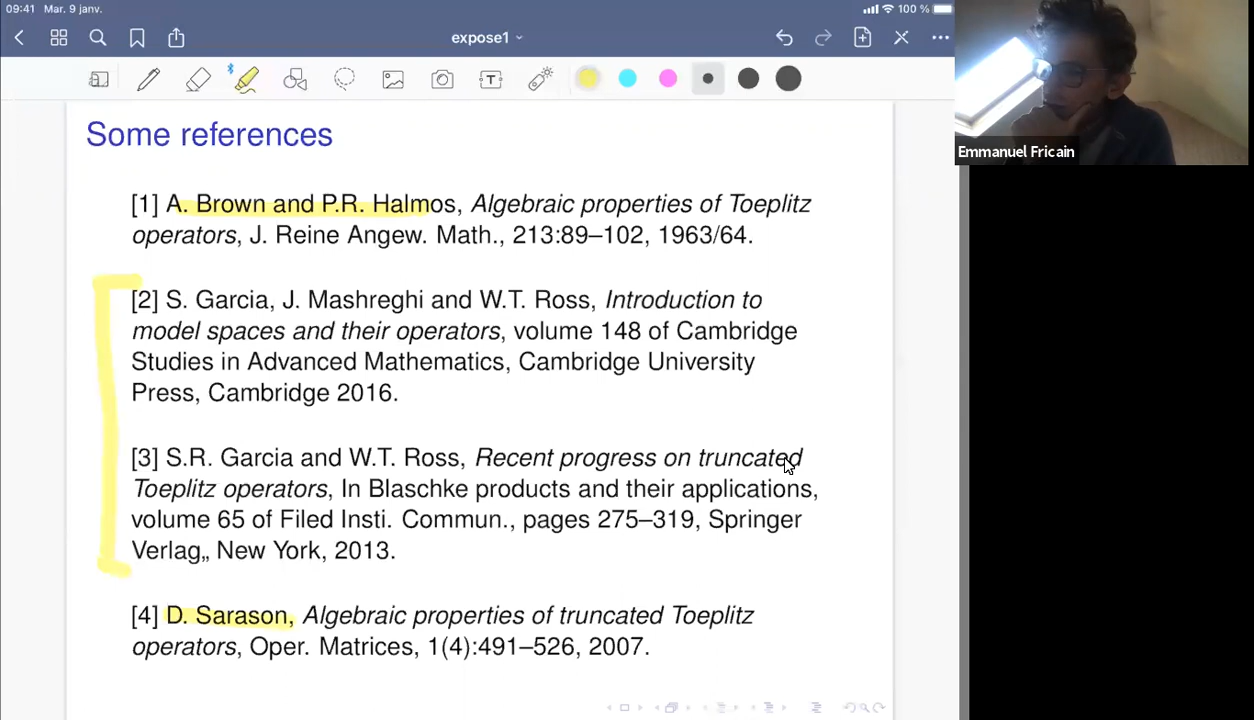 09:41 Mar. 9 janv.
100 %
expose1
T
Some references
[1] A. Brown and P.R. Halmos, Algebraic properties of Toeplitz
operators, J. Reine Angew. Math., 213:89–102, 1963/64.
[2] S. Garcia, J. Mashreghi and W.T. Ross, Introduction to
model spaces and their operators, volume 148 of Cambridge
Studies in Advanced Mathematics, Cambridge University
Press, Cambridge 2016.
[3] S.R. Garcia and W.T. Ross, Recent progress on truncated
Toeplitz operators, In Blaschke products and their applications,
volume 65 of Filed Insti. Commun., pages 275–319, Springer
Verlag,, New York, 2013.
[4] D. Sarason, Algebraic properties of truncated Toeplitz
operators, Oper. Matrices, 1(4):491–526, 2007.
Emmanuel Fricain